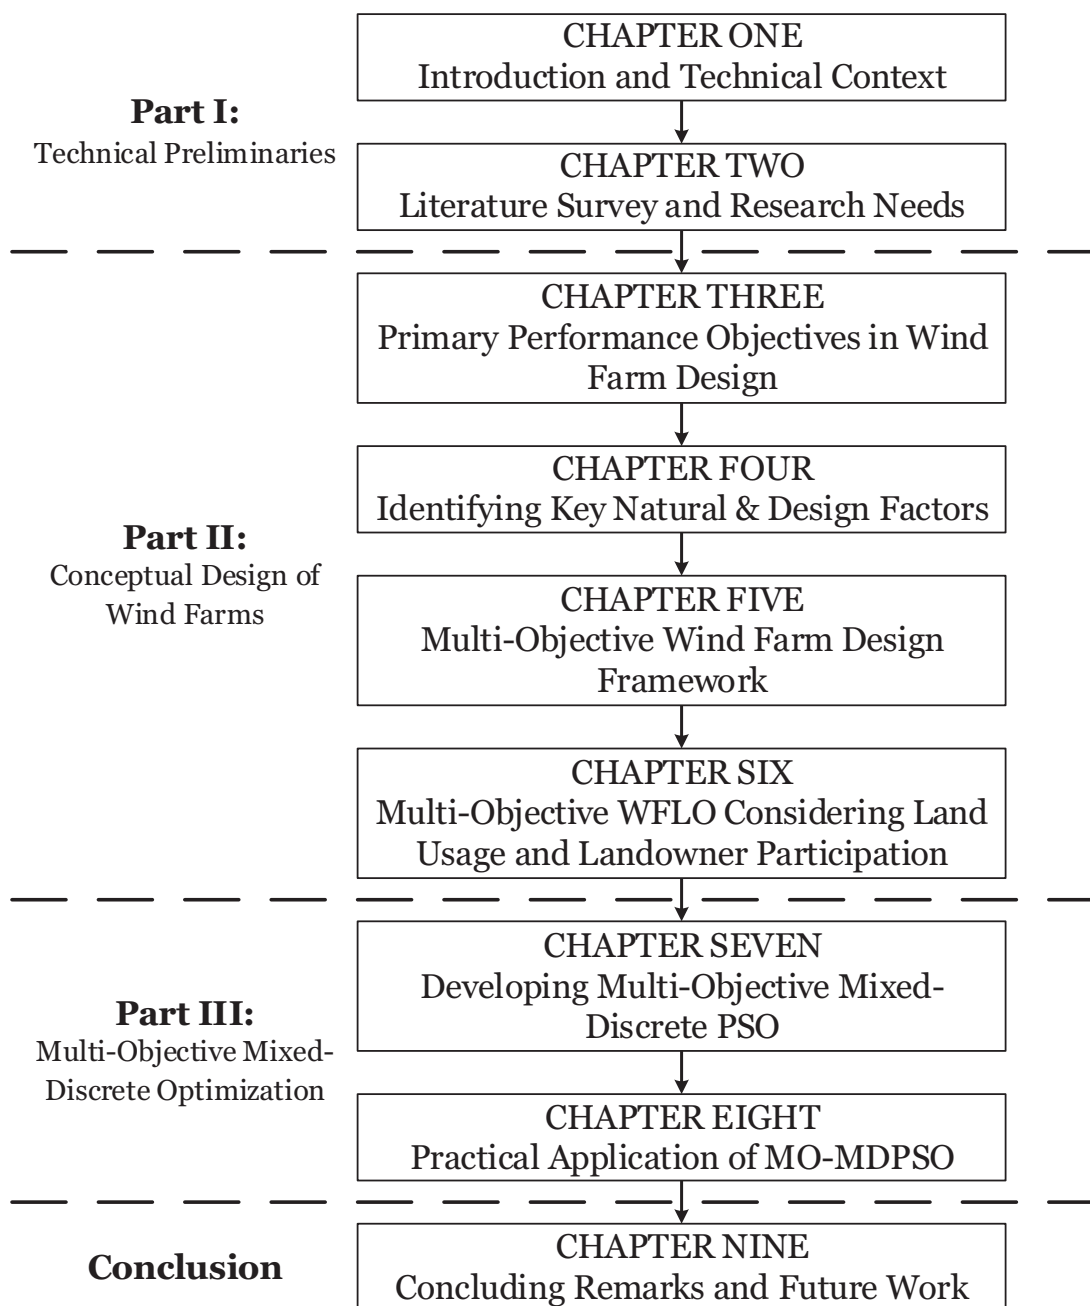 CHAPTER ONE
Introduction and Technical Context
Part I:
Technical Preliminaries
CHAPTER TWO
Literature Survey and Research Needs
CHAPTER THREE
Primary Performance Objectives in Wind
Farm Design
CHAPTER FOUR
Identifying Key Natural & Design Factors
Part II:
Conceptual Design of
Wind Farms
CHAPTER FIVE
Multi-Objective Wind Farm Design
Framework
CHAPTER SIX
Multi-Objective WFLO Considering Land
Usage and Landowner Participation
CHAPTER SEVEN
Developing Multi-Objective Mixed-
Discrete PSO
Part III:
Multi-Objective Mixed-
Discrete Optimization
CHAPTER EIGHT
Practical Application of MO-MDPSO
Conclusion
CHAPTER NINE
Concluding Remarks and Future Work